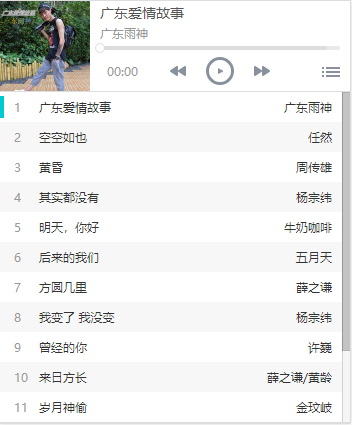 广东爱情故事
广东雨神
00:00
1 广东爱情故事 广东雨神
2 空空如也 任然
3 黄昏 周传雄
4 其实都没有 杨宗纬
5 明天，你好 牛奶咖啡
6 后来的我们 五月天
7 方圆几里 薛之谦
8 我变了 我没变 杨宗纬
9 曾经的你 许巍
10 来日方长 薛之谦/黄龄
11 岁月神偷 金玟岐